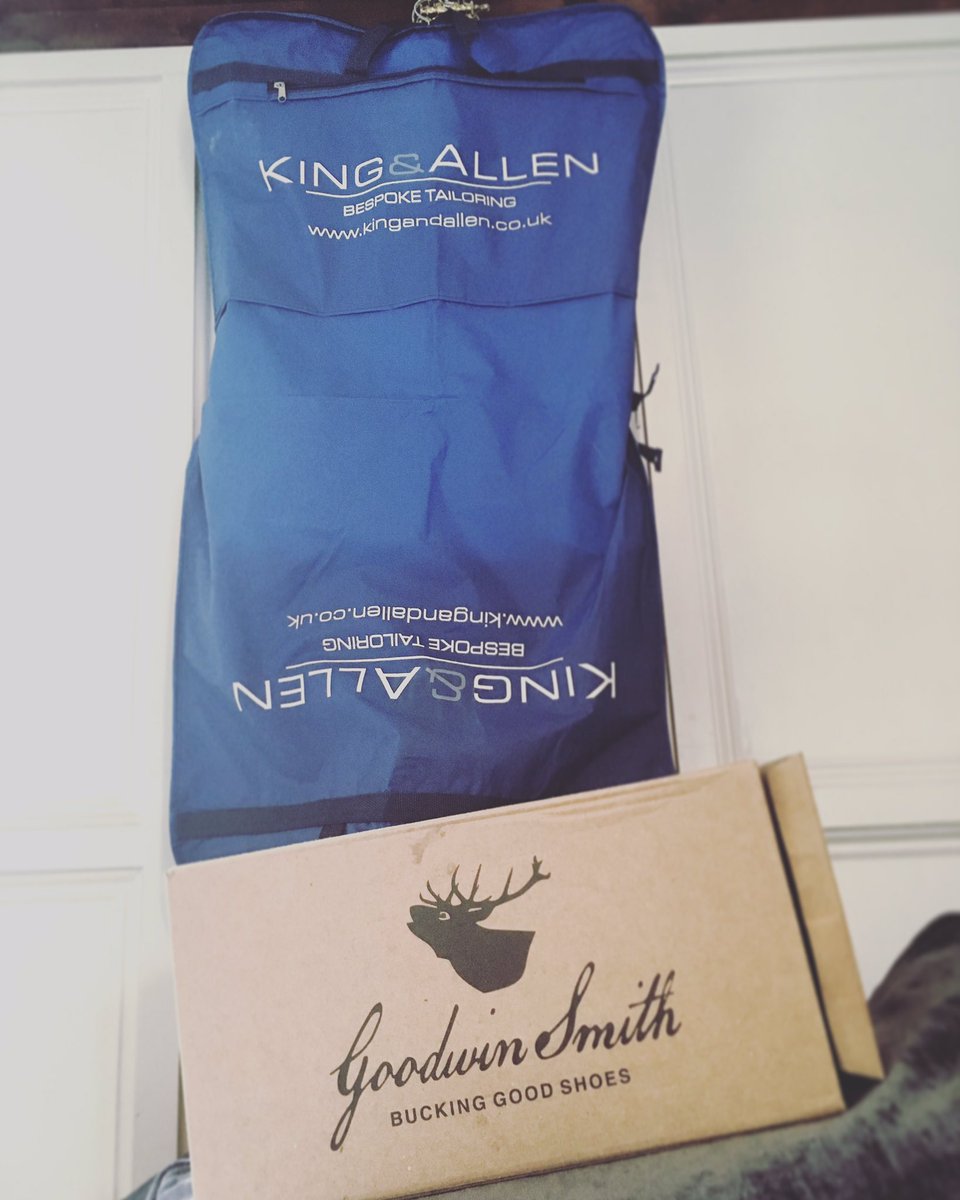 KING&ALLEN
BESPOKE TAILORING
www.kingandallen.co.uk
www.kingandallen.co.uk
BESPOKE TAILORING
KING&ALLEN
Goodwin Smith
BUCKING GOOD SHOES